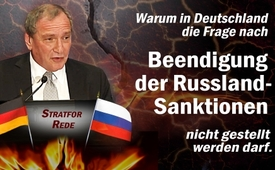 Warum in Deutschland
die Frage nach
Beendigung
der Russland-
Sanktionen
nicht gestellt
werden darf.
STRATFOR
REDE